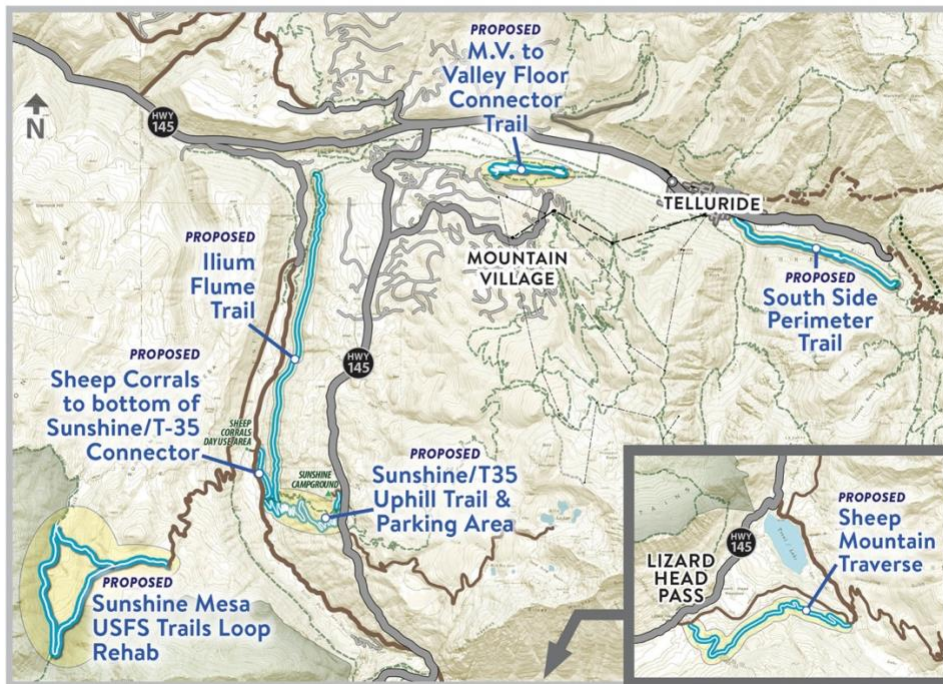 PROPOSED
M.V. to
Valley Floor
Connector
Trail
HWY
145
N
TELLURIDE
MOUNTAIN
VILLAGE
PROPOSED
South Side
Perimeter
Trail
PROPOSED
Ilium
Flume
Trail
HWY
145
PROPOSED
Sheep Corrals
to bottom of
Sunshine/T-35
Connector
SHEEP
CORRALS
DAY USE AREA
SUNSHINE
CAMPGROUND
PROPOSED
Sunshine/T35
Uphill Trail &
Parking Area
PROPOSED
Sunshine Mesa
USFS Trails Loop
Rehab
PROPOSED
Sheep
Mountain
Traverse
HWY
145
LIZARD
HEAD
PASS